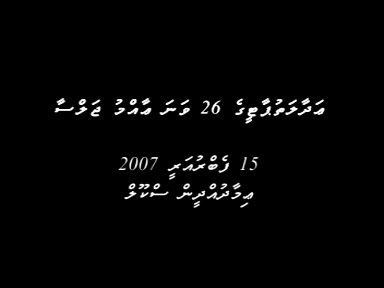 ޢަދާލަތުޕާޓީގެ 26 ވަނަ ޢާއްމު ޖަލްސާ
15 ފެބްރުއަރީ 2007
ޢިމާދުއްދީން ސްކޫލް